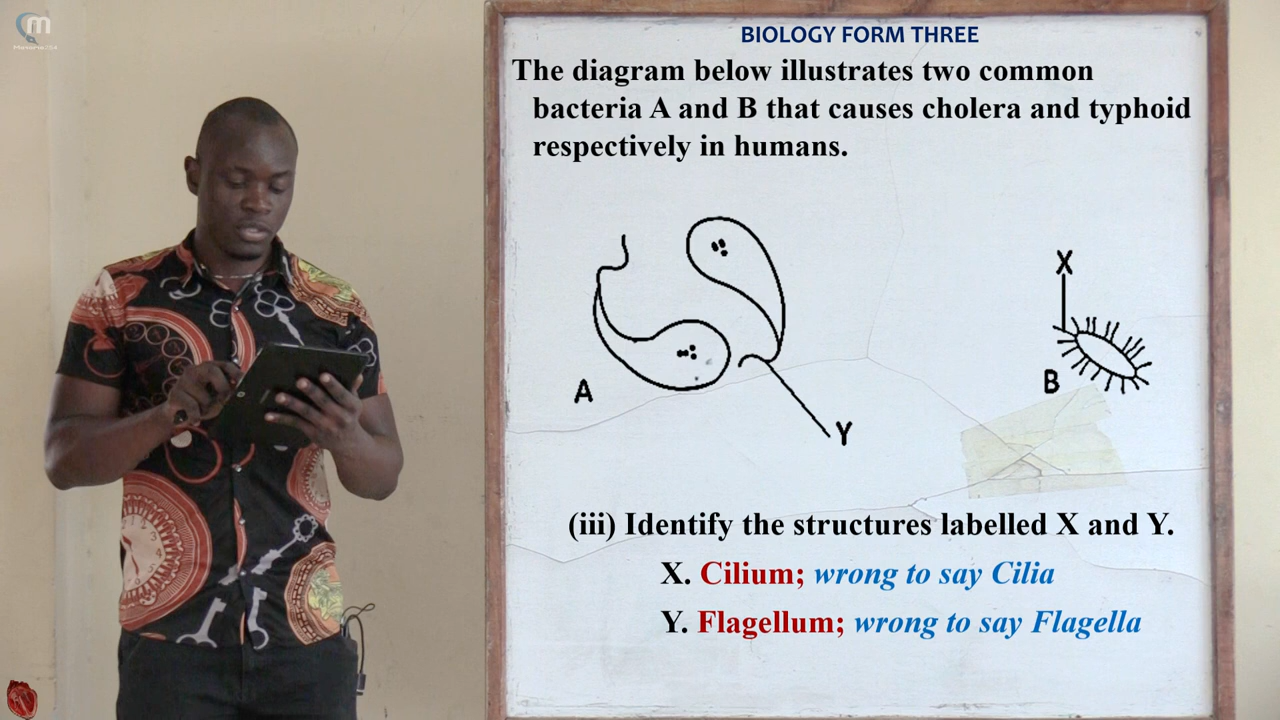 m
BIOLOGY FORM THREE
The diagram below illustrates two common
bacteria A and B that causes cholera and typhoid
respectively in humans.
X
A
B
Y
(iii) Identify the structures labelled X and Y.
X. Cilium; wrong to say Cilia
Y. Flagellum; wrong to say Flagella